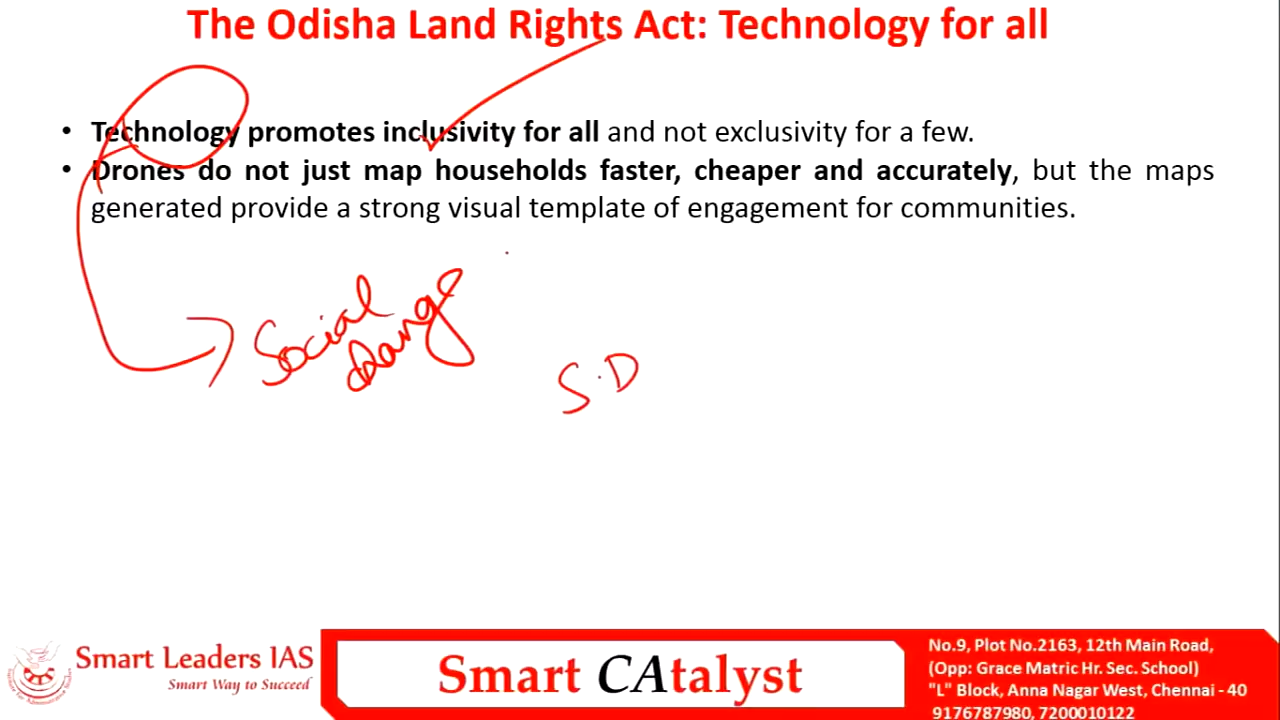 The Odisha Land Rights Act: Technology for all
• Technology promotes inclusivity for all and not exclusivity for a few.
• Drones do not just map households faster, cheaper and accurately, but the maps
generated provide a strong visual template of engagement for communities.
Social
change
S.D
Smart Leaders IAS
Smart Way to Succeed
Smart CAtalyst
No.9, Plot No.2163, 12th Main Road,
(Opp: Grace Matric Hr. Sec. School)
"L" Block, Anna Nagar West, Chennai - 40
9176787980, 7200010122